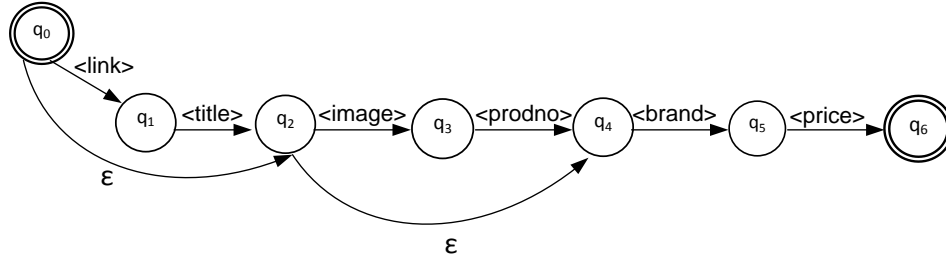 q0
<link>
q1 <title> q2 <image> q3 <prodno> q4 <brand> q5 <price> q6
ε
ε